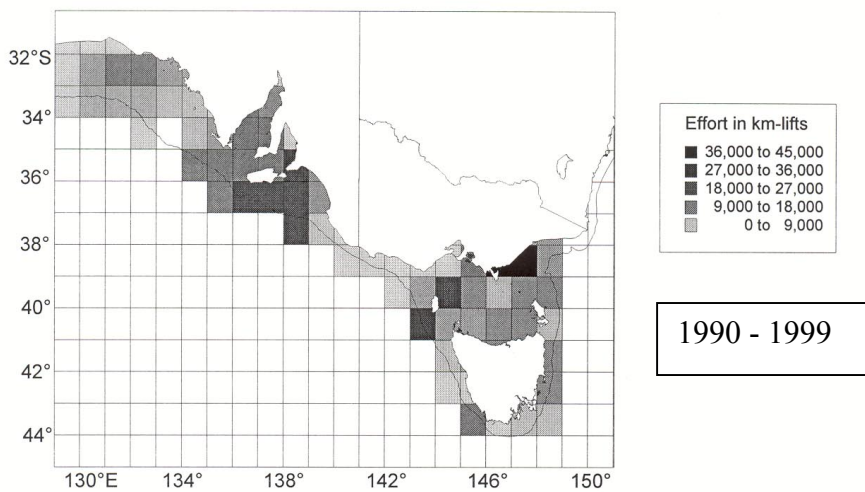 32°S
34°
36°
38°
40°
42°
44°
130°E 134° 138° 142° 146° 150°
Effort in km-lifts
36,000 to 45,000
27,000 to 36,000
18,000 to 27,000
9,000 to 18,000
0 to 9,000
1990 - 1999